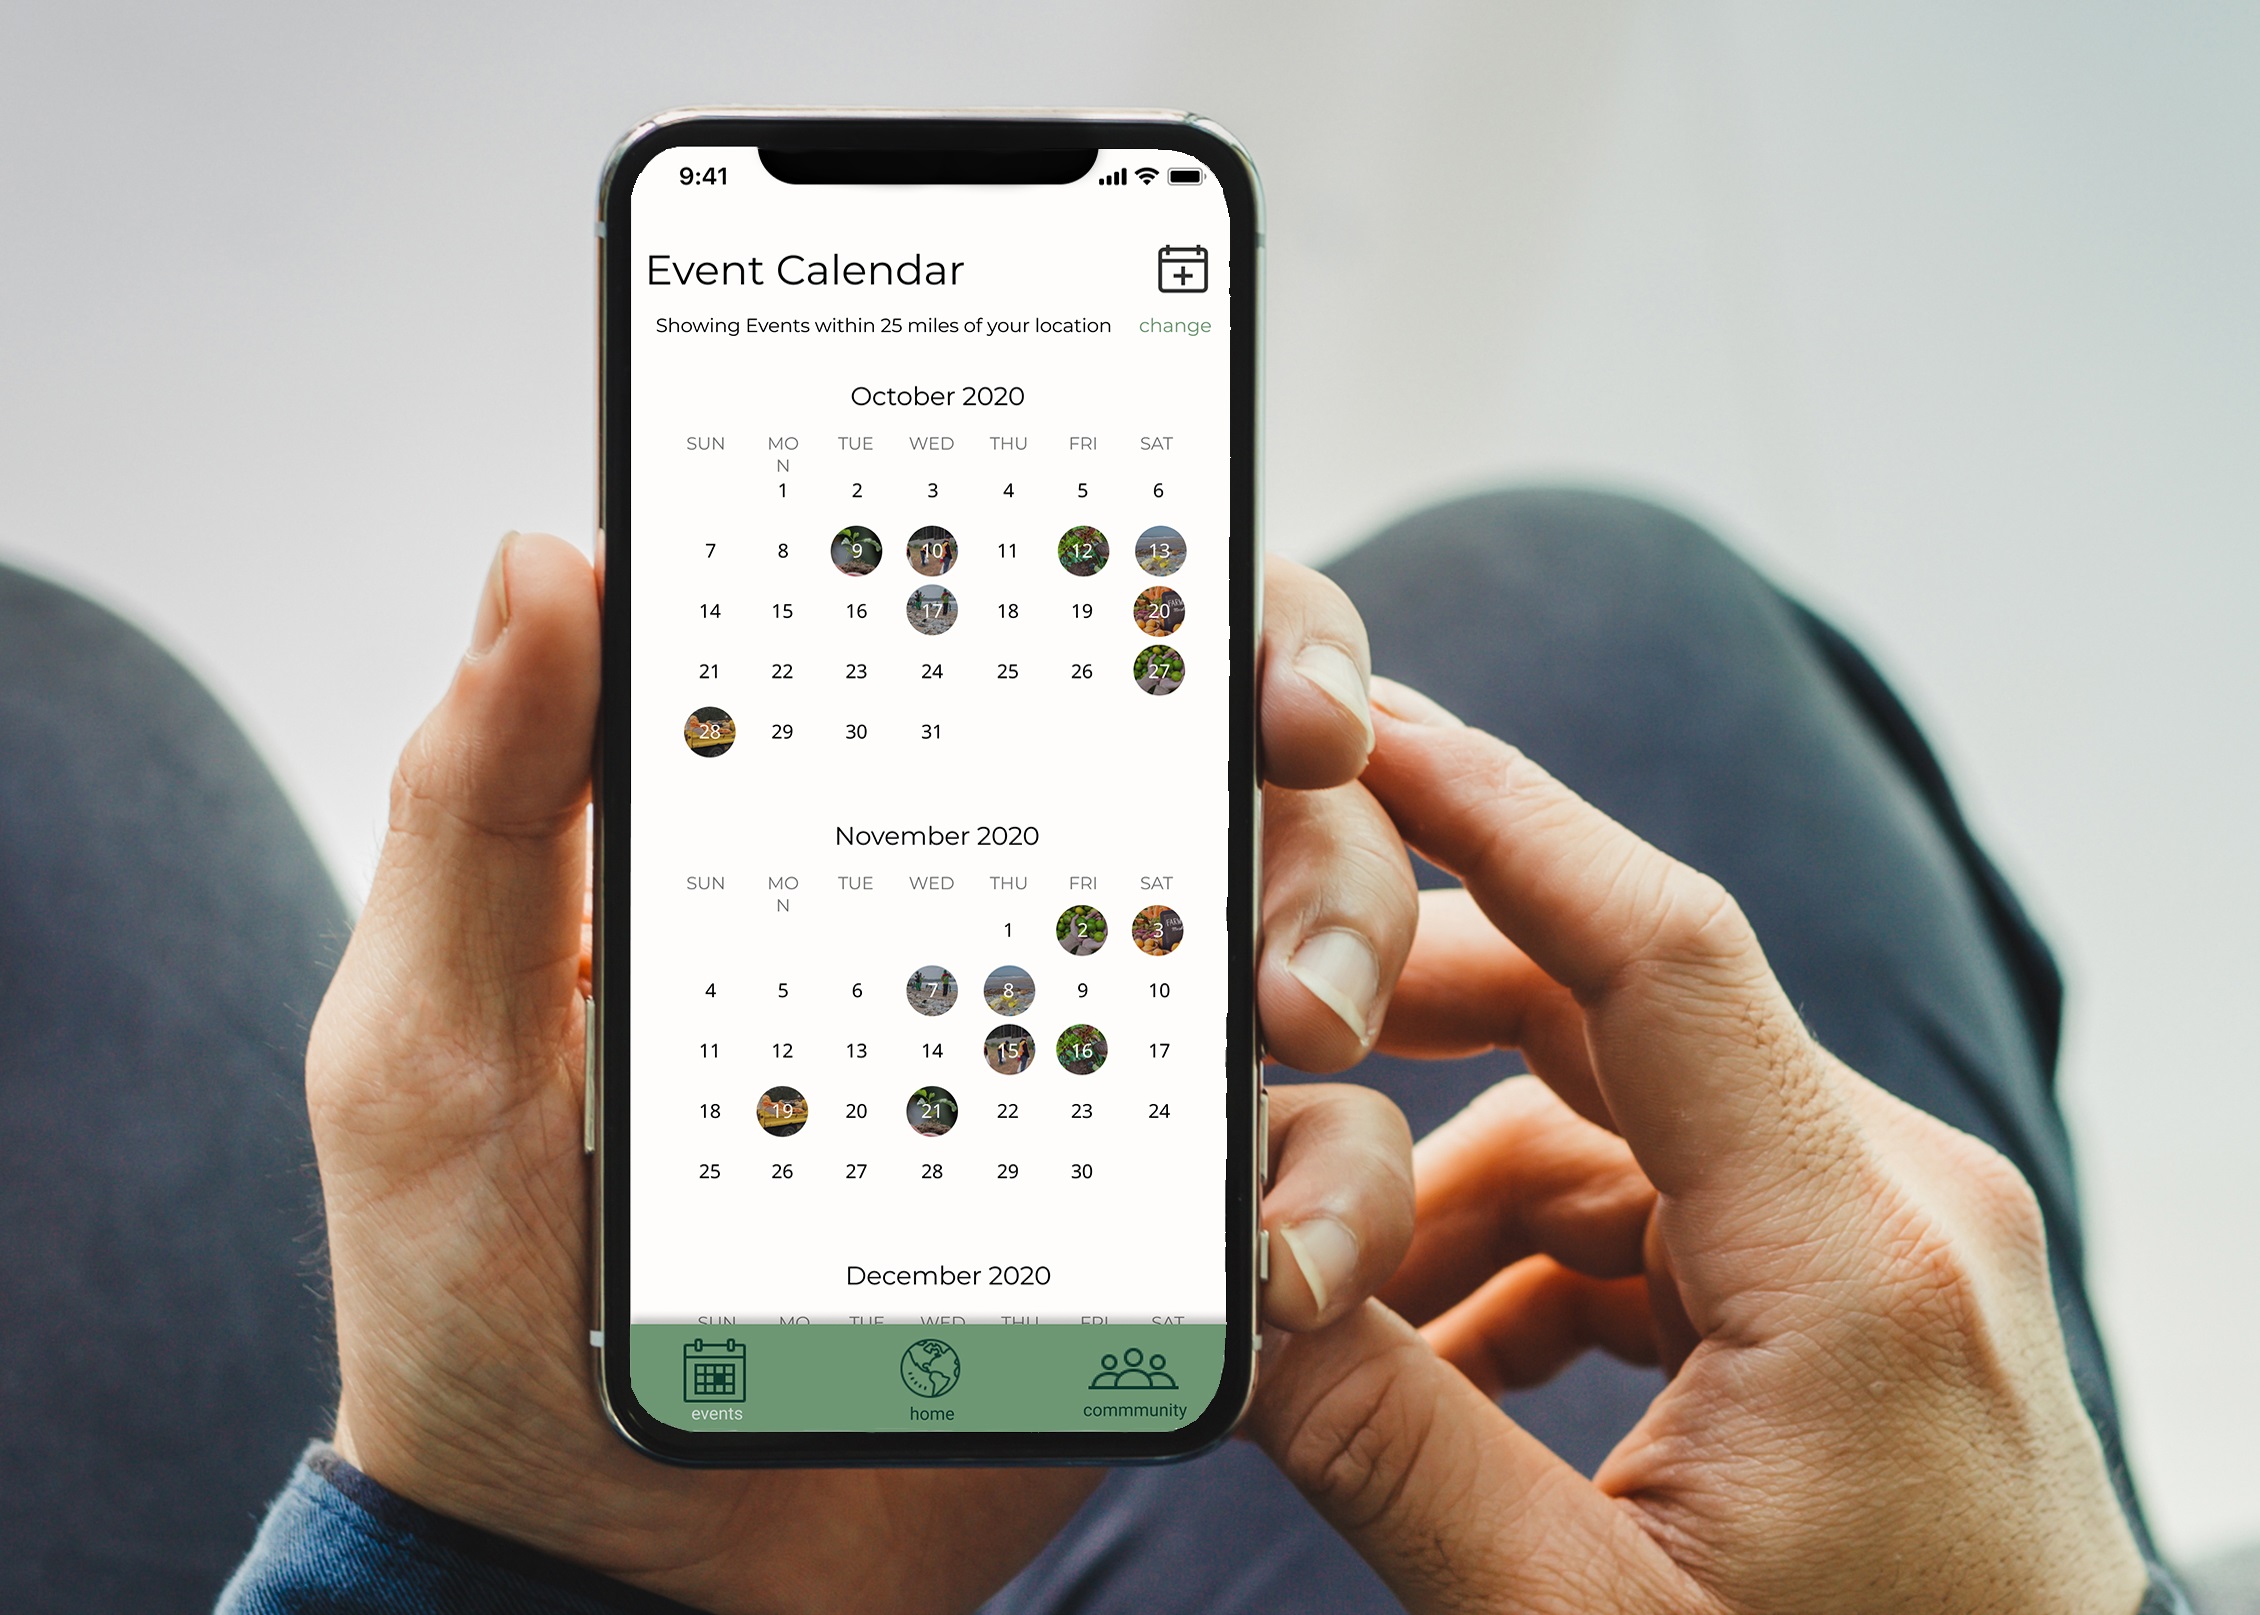 9:41
Event Calendar
Showing Events within 25 miles of your location change
October 2020
SUN MO TUE WED THU FRI SAT
N
1 2 3 4 5 6
7 8 9 10 11 12 13
14 15 16 17 18 19 20
21 22 23 24 25 26 27
28 29 30 31
November 2020
SUN MO TUE WED THU FRI SAT
N
1 2 3
4 5 6 7 8 9 10
11 12 13 14 15 16 17
18 19 20 21 22 23 24
25 26 27 28 29 30
December 2020
SUN MO TUE WED THU FRI SAT
events home commmunity